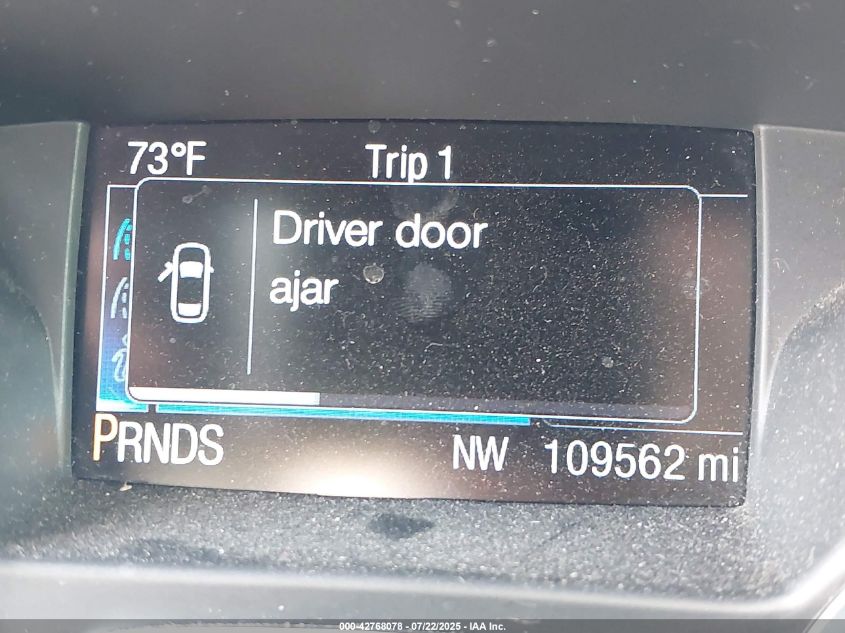 73°F Trip 1
Driver door
ajar
PRNDS NW 109562 mi
000-42768078 - 07/22/2025 - IAA Inc.